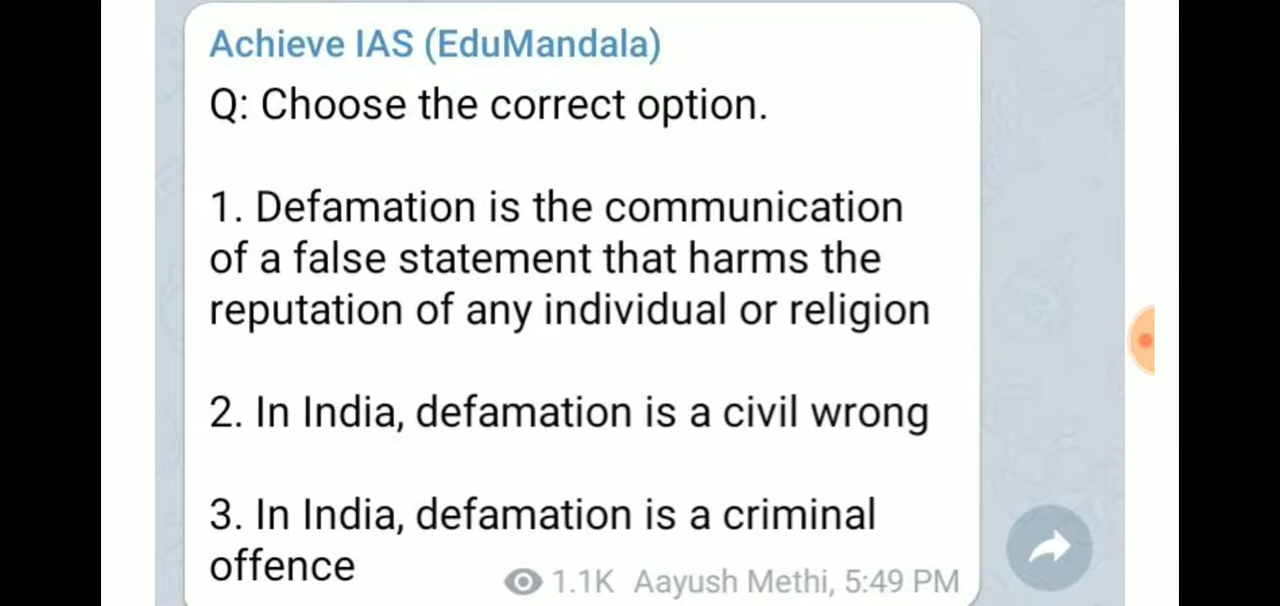 Achieve IAS (EduMandala)
Q: Choose the correct option.
1. Defamation is the communication
of a false statement that harms the
reputation of any individual or religion
2. In India, defamation is a civil wrong
3. In India, defamation is a criminal
offence
1.1K Aayush Methi, 5:49 PM